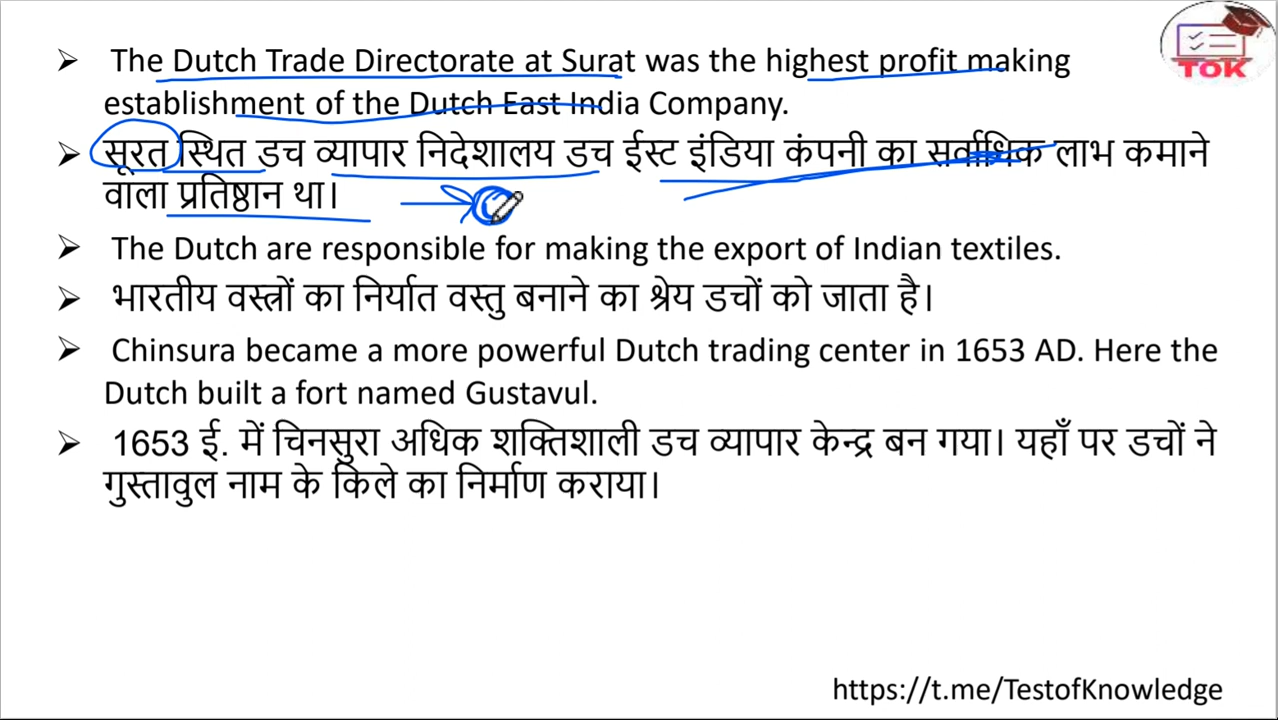 ➢ The Dutch Trade Directorate at Surat was the highest profit making
establishment of the Dutch East India Company.
➢ सूरत स्थित डच व्यापार निदेशालय डच ईस्ट इंडिया कंपनी का सर्वाधिक लाभ कमाने
वाला प्रतिष्ठान था।
➢ The Dutch are responsible for making the export of Indian textiles.
➢ भारतीय वस्त्रों का निर्यात वस्तु बनाने का श्रेय डचों को जाता है।
➢ Chinsura became a more powerful Dutch trading center in 1653 AD. Here the
Dutch built a fort named Gustavul.
➢ 1653 ई. में चिनसुरा अधिक शक्तिशाली डच व्यापार केन्द्र बन गया। यहाँ पर डचों ने
गुस्तावुल नाम के किले का निर्माण कराया।
TOK
https://t.me/TestofKnowledge